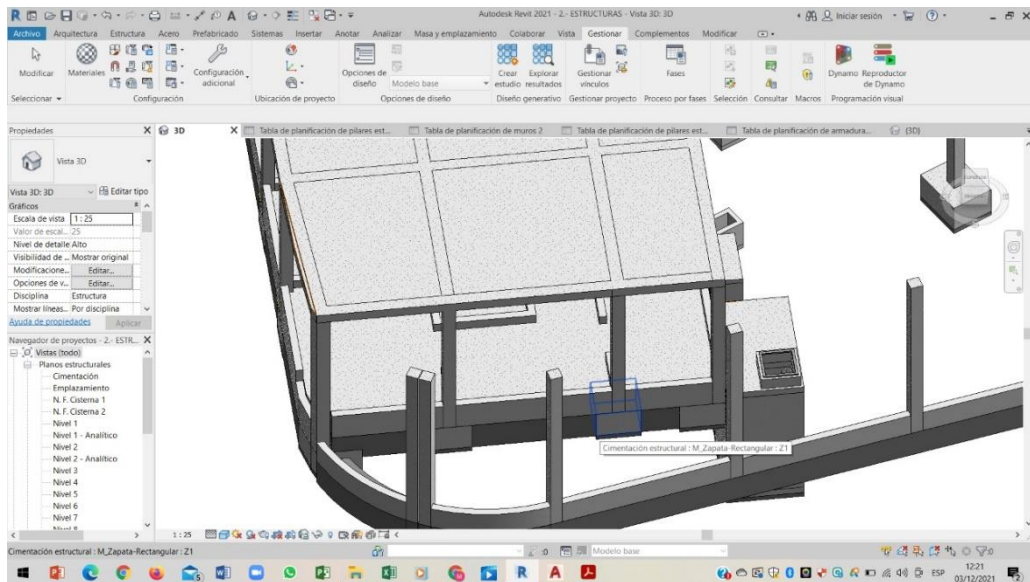 Autodesk Revit 2021 - 2.- ESTRUCTURAS - Vista 3D: 3D
Iniciar sesión
Archivo Arquitectura Estructura Acero Prefabricado Sistemas Insertar Anotar Analizar Masa y emplazamiento Colaborar Vista Gestionar Complementos Modificar
Modificar Materiales Configuración adicional Opciones de diseño Modelo base Crear estudio Explorar resultados Gestionar vínculos Fases Dynamo Reproductor de Dynamo
Seleccionar Configuración Ubicación de proyecto Opciones de diseño Diseño generativo Gestionar proyecto Proceso por fases Selección Consultar Macros Programación visual
Propiedades
3D
Tabla de planificación de pilares est...
Tabla de planificación de muros 2
Tabla de planificación de pilares est...
Tabla de planificación de armadura...
{3D}
Vista 3D
Vista 3D: 3D Editar tipo
Gráficos
Escala de vista 1 : 25
Valor de escal... 25
Nivel de detalle Alto
Visibilidad de ... Mostrar original
Modificacione... Editar...
Opciones de v... Editar...
Disciplina Estructura
Mostrar líneas... Por disciplina
Ayuda de propiedades Aplicar
Navegador de proyectos - 2.- ESTR...
Vistas (todo)
Planos estructurales
Cimentación
Emplazamiento
N. F. Cisterna 1
N. F. Cisterna 2
Nivel 1
Nivel 1 - Analítico
Nivel 2
Nivel 2 - Analítico
Nivel 3
Nivel 4
Nivel 5
Nivel 6
Nivel 7
Cimentación estructural : M_Zapata-Rectangular : Z1
1 : 25
Cimentación estructural : M_Zapata-Rectangular : Z1
:0 Modelo base
ESP
12:21
03/12/2021